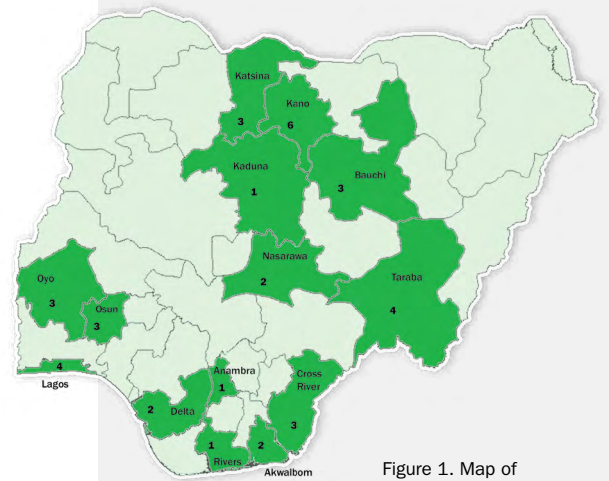 Katsina
3
Kano
6
Kaduna
1
Bauchi
3
Nasarawa
2
Taraba
4
Oyo
3
Osun
3
4
Lagos
Anambra
1
2 Delta
Cross
River
3
1
Rivers
2
Akwalbom
Figure 1. Map of